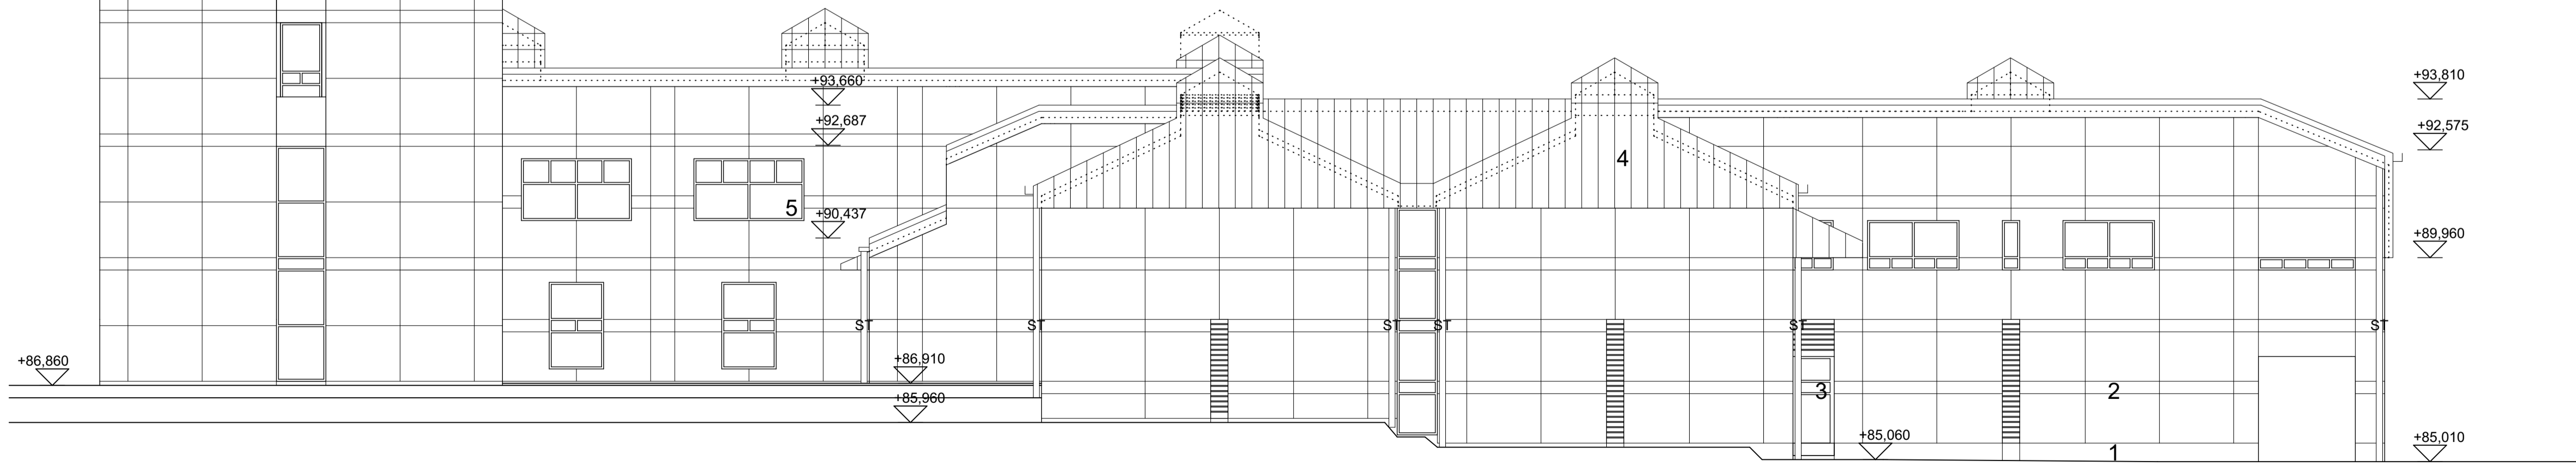 +93,660
+93,810
+92,687
+92,575
4
5
+90,437
+89,960
ST
ST
ST
ST
ST
ST
+86,860
+86,910
3
2
+85,960
+85,060
+85,010
1